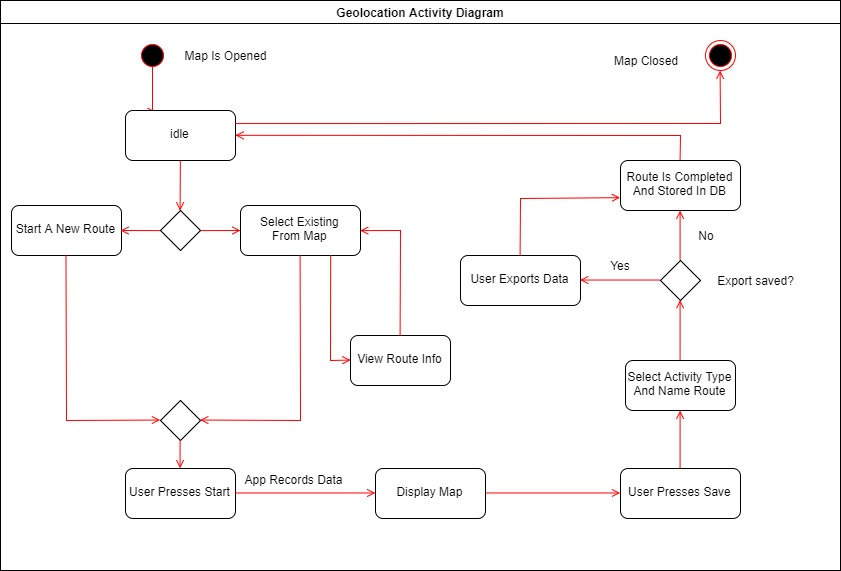 Geolocation Activity Diagram
Map Is Opened
Map Closed
idle
Route Is Completed
And Stored In DB
Start A New Route
Select Existing
From Map
No
Yes
User Exports Data
Export saved?
View Route Info
Select Activity Type
And Name Route
App Records Data
User Presses Start
Display Map
User Presses Save